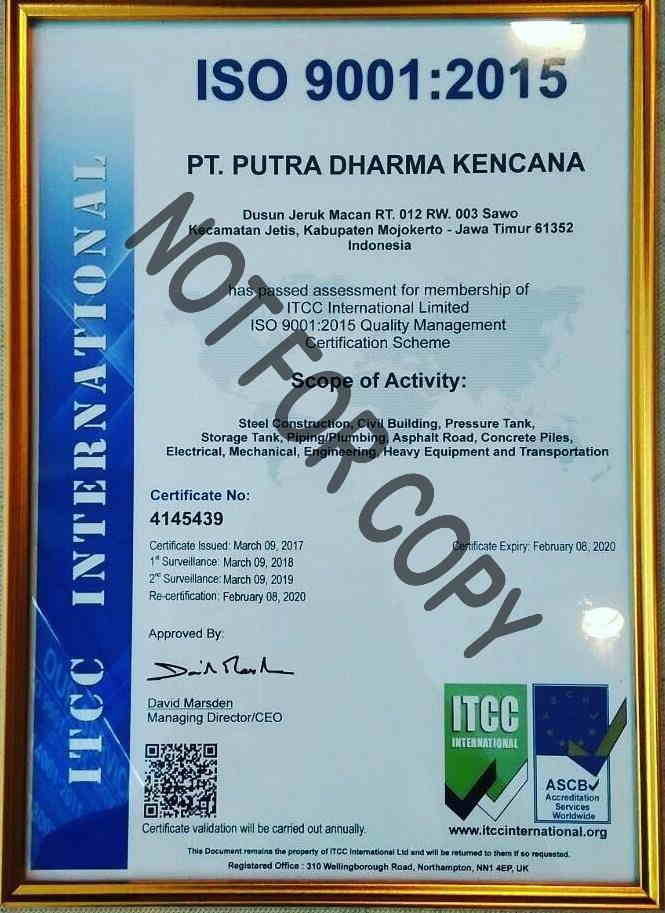 ISO 9001:2015
PT. PUTRA DHARMA KENCANA
Dusun Jeruk Macan RT. 012 RW. 003 Sawo
Kecamatan Jetis, Kabupaten Mojokerto - Jawa Timur 61352
Indonesia
has passed assessment for membership of
ITCC International Limited
ISO 9001:2015 Quality Management
Certification Scheme
Scope of Activity:
Steel Construction, Civil Building, Pressure Tank,
Storage Tank, Piping/Plumbing, Asphalt Road, Concrete Piles,
Electrical, Mechanical, Engineering, Heavy Equipment and Transportation
Certificate No:
4145439
Certificate Issued: March 09, 2017
Certificate Expiry: February 08, 2020
1st Surveillance: March 09, 2018
2nd Surveillance: March 09, 2019
Re-certification: February 08, 2020
Approved By:
David Marsden
Managing Director/CEO
Certificate validation will be carried out annually.
ITCC
INTERNATIONAL
ASCB
Accreditation
Services
Worldwide
www.itccinternational.org
This Document remains the property of ITCC International Ltd and will be returned to them if so requested.
Registered Office : 310 Wellingborough Road, Northampton, NN1 4EP, UK
ITCC INTERNATIONAL
NOT FOR COPY